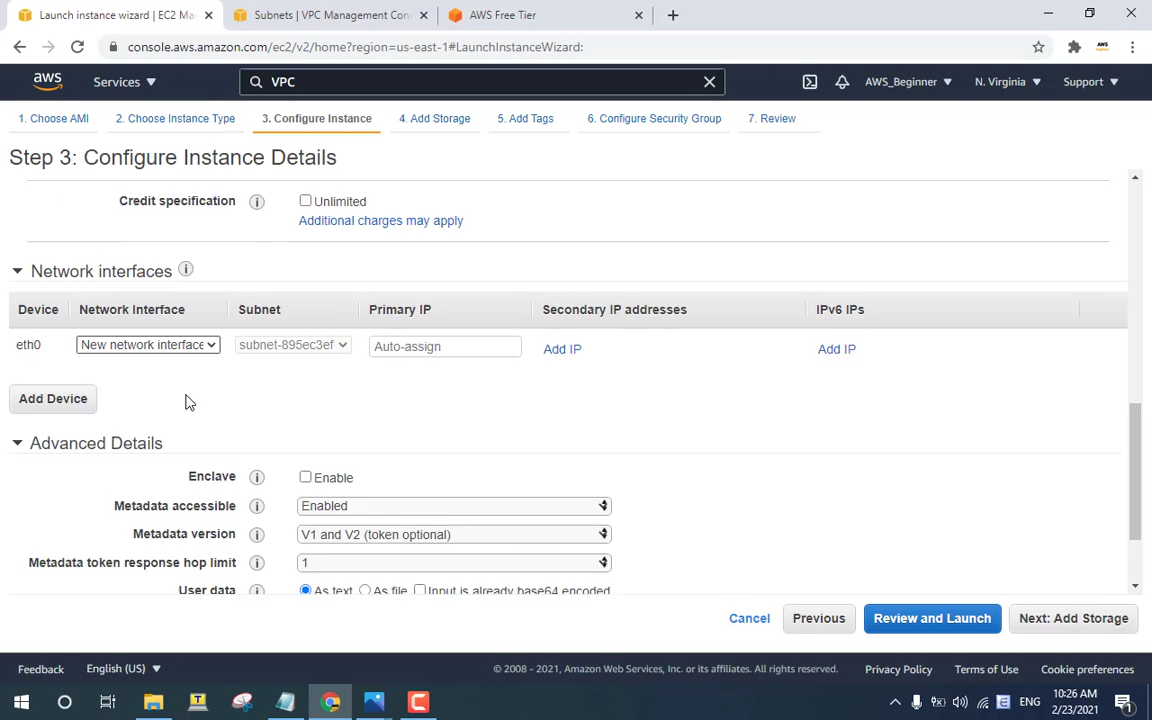 Launch instance wizard | EC2 Ma
Subnets | VPC Management Con
AWS Free Tier
console.aws.amazon.com/ec2/v2/home?region=us-east-1#LaunchInstanceWizard:
aws
Services
VPC
AWS_Beginner
N. Virginia
Support
1. Choose AMI
2. Choose Instance Type
3. Configure Instance
4. Add Storage
5. Add Tags
6. Configure Security Group
7. Review
Step 3: Configure Instance Details
Credit specification
Unlimited
Additional charges may apply
Network interfaces
Device
Network Interface
Subnet
Primary IP
Secondary IP addresses
IPv6 IPs
eth0
New network interface
subnet-895ec3ef
Auto-assign
Add IP
Add IP
Add Device
Advanced Details
Enclave
Enable
Metadata accessible
Enabled
Metadata version
V1 and V2 (token optional)
Metadata token response hop limit
1
User data
As text
As file
Input is already base64 encoded
Cancel
Previous
Review and Launch
Next: Add Storage
Feedback
English (US)
© 2008 - 2021, Amazon Web Services, Inc. or its affiliates. All rights reserved.
Privacy Policy
Terms of Use
Cookie preferences
ENG
10:26 AM
2/23/2021